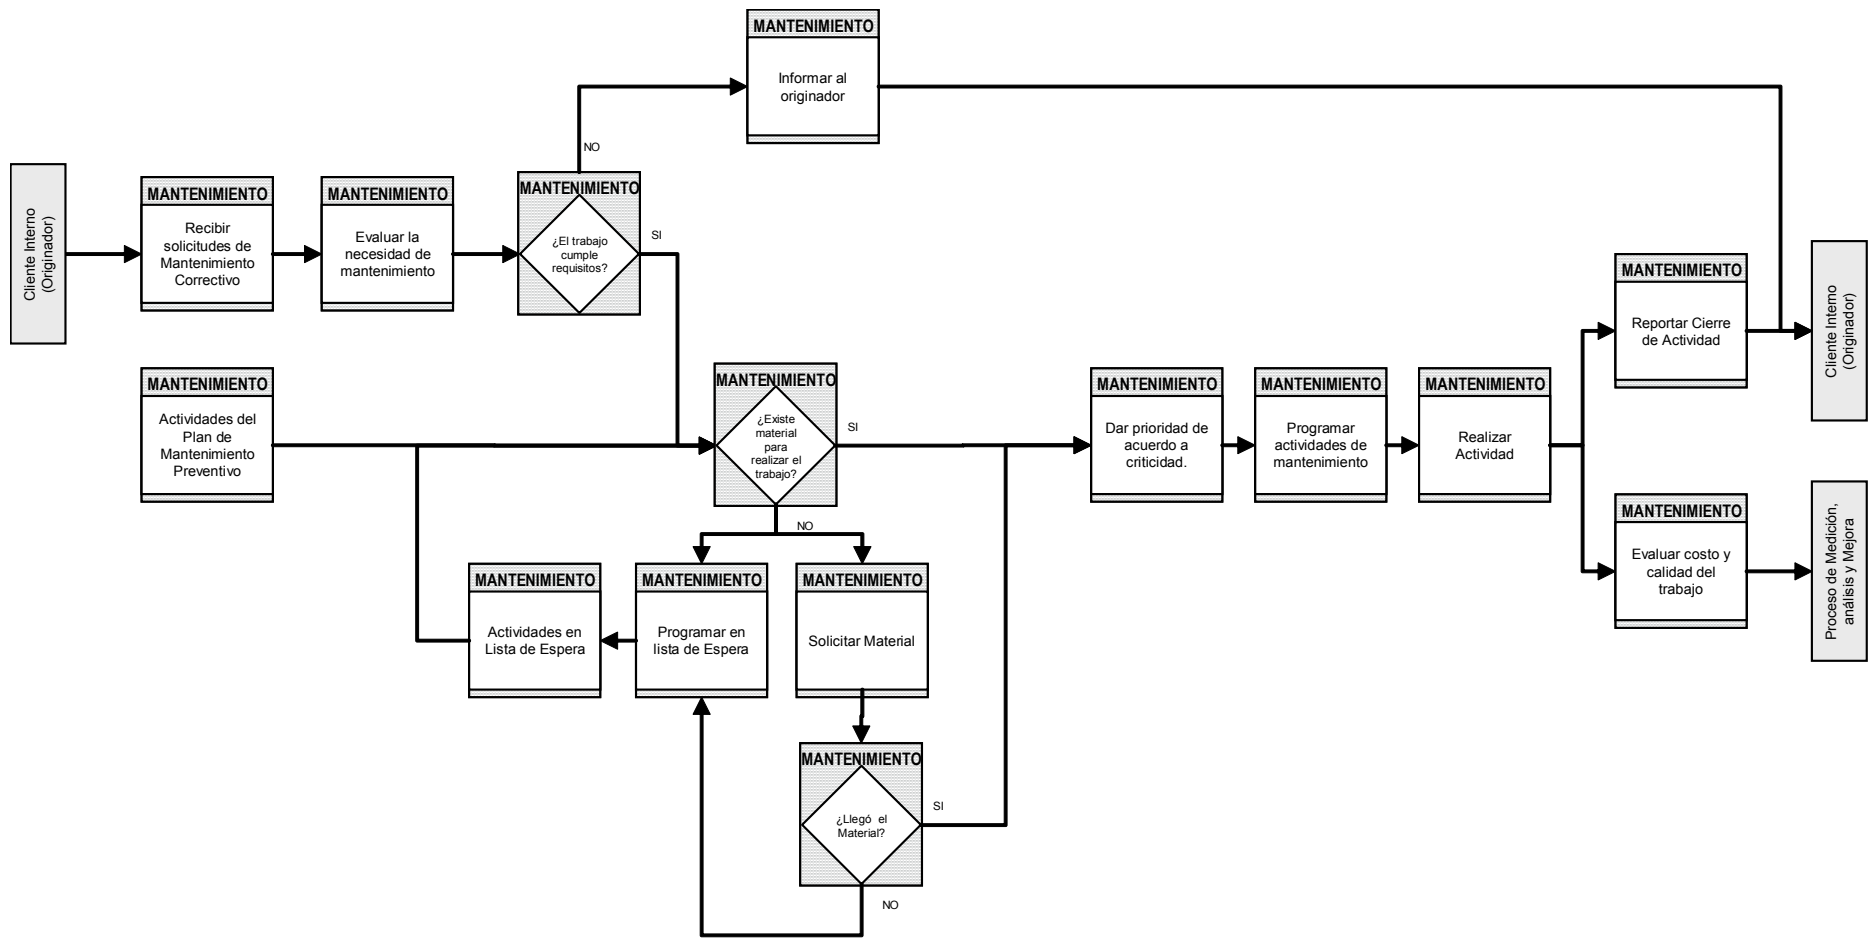 MANTENIMIENTO
Informar al
originador
NO
Cliente Interno
(Originador)
MANTENIMIENTO
Recibir
solicitudes de
Mantenimiento
Correctivo
MANTENIMIENTO
Evaluar la
necesidad de
mantenimiento
MANTENIMIENTO
¿El trabajo
cumple
requisitos?
SI
MANTENIMIENTO
Reportar Cierre
de Actividad
Cliente Interno
(Originador)
MANTENIMIENTO
Actividades del
Plan de
Mantenimiento
Preventivo
MANTENIMIENTO
¿Existe
material
para
realizar el
trabajo?
SI
NO
MANTENIMIENTO
Dar prioridad de
acuerdo a
criticidad.
MANTENIMIENTO
Programar
actividades de
mantenimiento
MANTENIMIENTO
Realizar
Actividad
MANTENIMIENTO
Evaluar costo y
calidad del
trabajo
Proceso de Medición,
análisis y Mejora
MANTENIMIENTO
Actividades en
Lista de Espera
MANTENIMIENTO
Programar en
lista de Espera
MANTENIMIENTO
Solicitar Material
MANTENIMIENTO
¿Llegó el
Material?
SI
NO